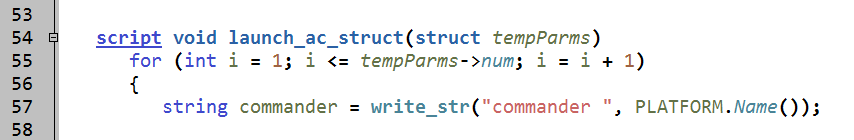 53
54 script void launch_ac_struct(struct tempParms)
55 for (int i = 1; i <= tempParms->num; i = i + 1)
56 {
57 string commander = write_str("commander ", PLATFORM.Name());
58